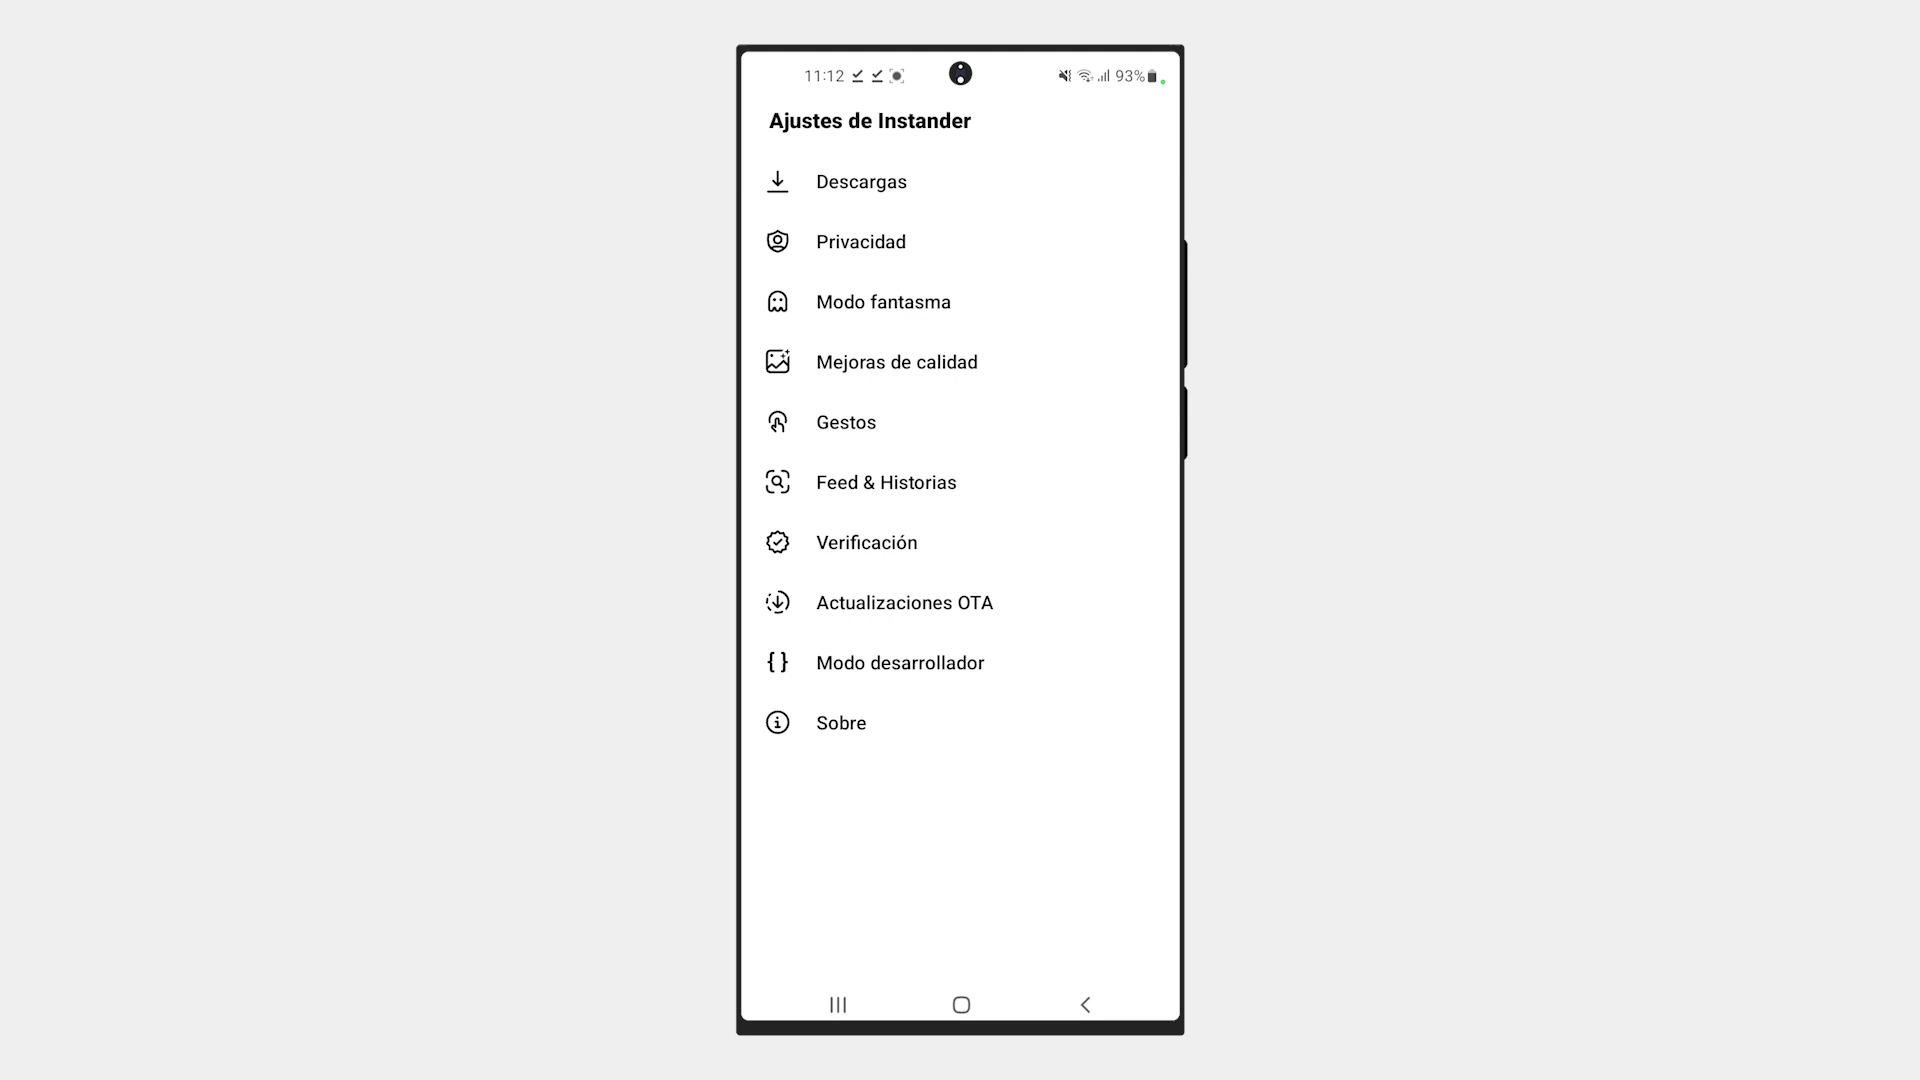 11:12
93%
Ajustes de Instander
Descargas
Privacidad
Modo fantasma
Mejoras de calidad
Gestos
Feed & Historias
Verificación
Actualizaciones OTA
Modo desarrollador
Sobre